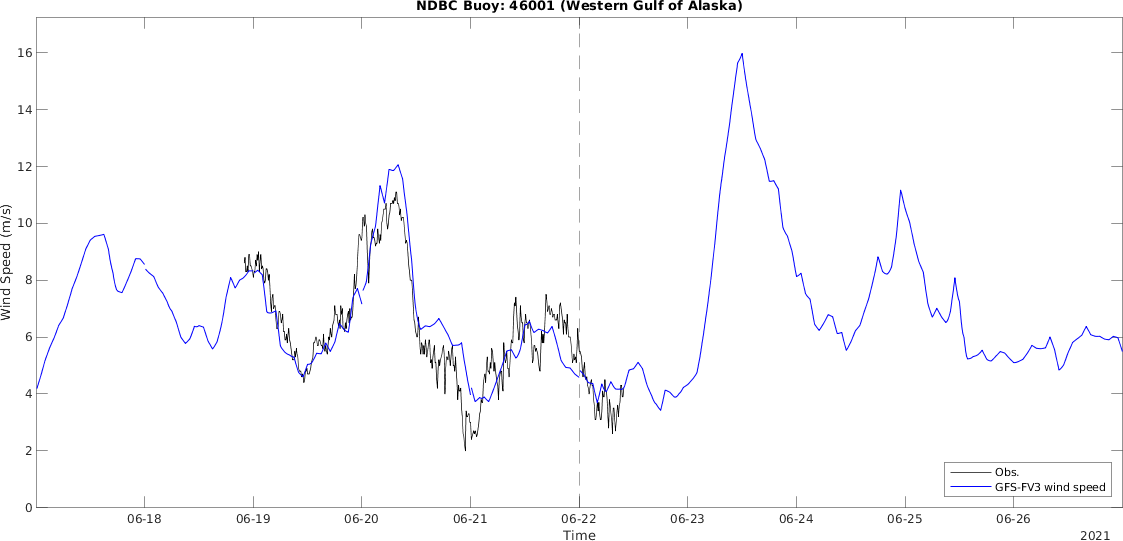 NDBC Buoy: 46001 (Western Gulf of Alaska)
Wind Speed (m/s)
16
14
12
10
8
6
4
2
0
Obs.
GFS-FV3 wind speed
06-18 06-19 06-20 06-21 06-22 06-23 06-24 06-25 06-26
Time
2021